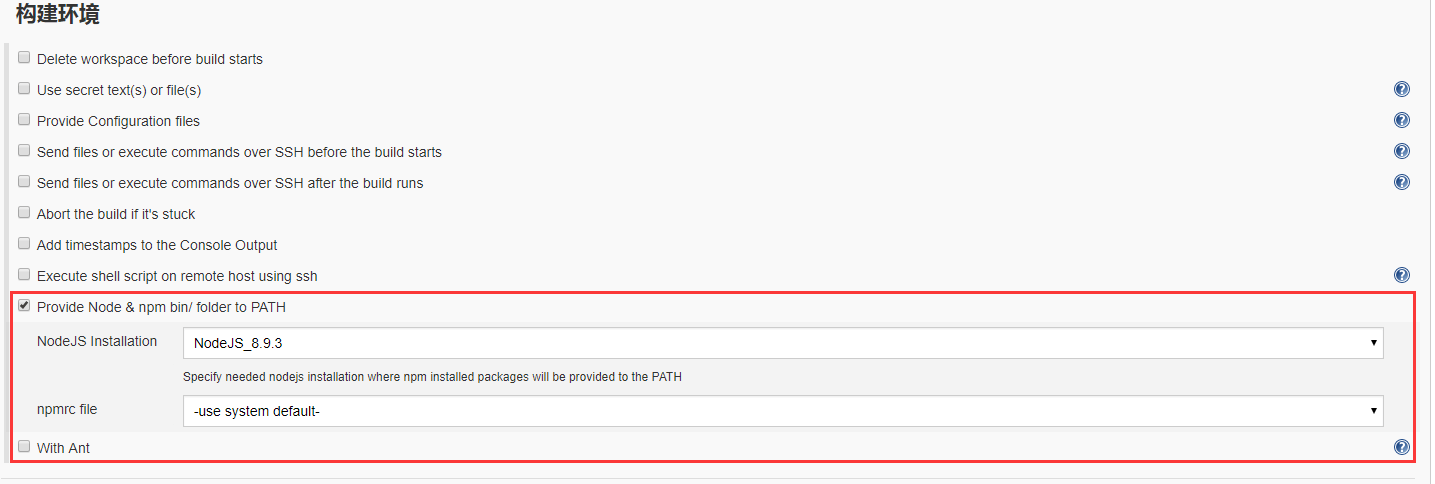 构建环境
Delete workspace before build starts
Use secret text(s) or file(s)
Provide Configuration files
Send files or execute commands over SSH before the build starts
Send files or execute commands over SSH after the build runs
Abort the build if it's stuck
Add timestamps to the Console Output
Execute shell script on remote host using ssh
Provide Node & npm bin/ folder to PATH
NodeJS Installation
NodeJS_8.9.3
Specify needed nodejs installation where npm installed packages will be provided to the PATH
npmrc file
-use system default-
With Ant